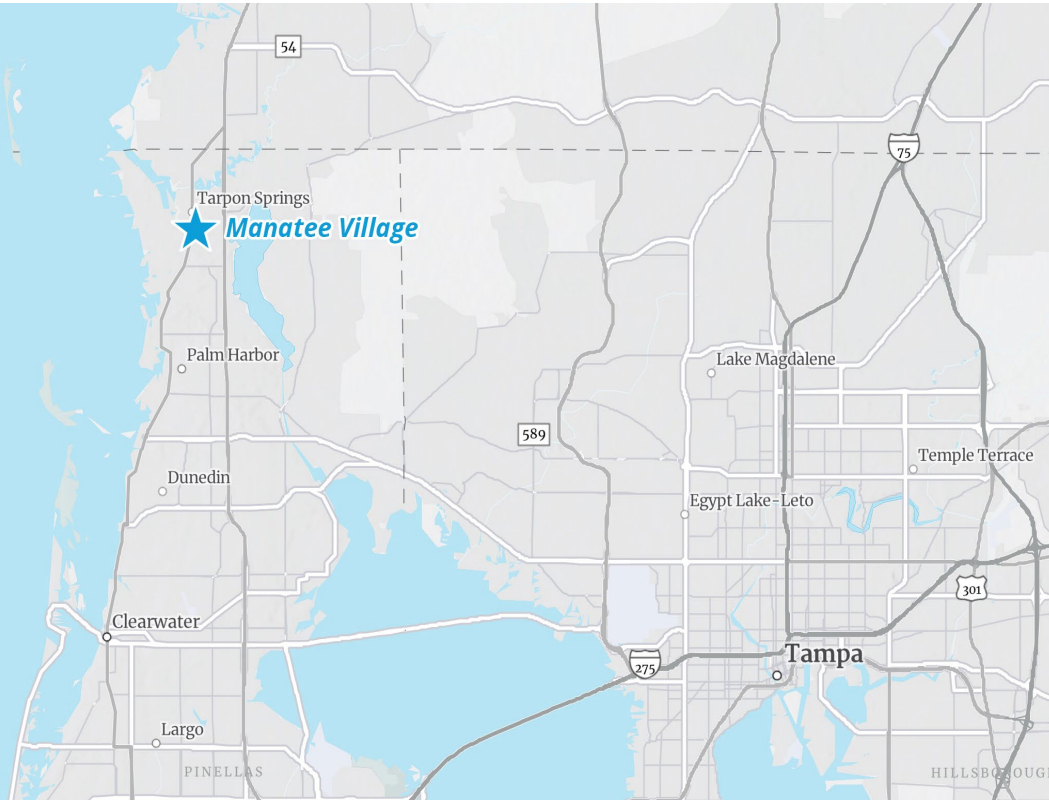 54
75
Tarpon Springs
Manatee Village
Palm Harbor
Lake Magdalene
589
Temple Terrace
Dunedin
Egypt Lake-Leto
301
Clearwater
Tampa
275
Largo
PINELLAS
HILLSBOROUG